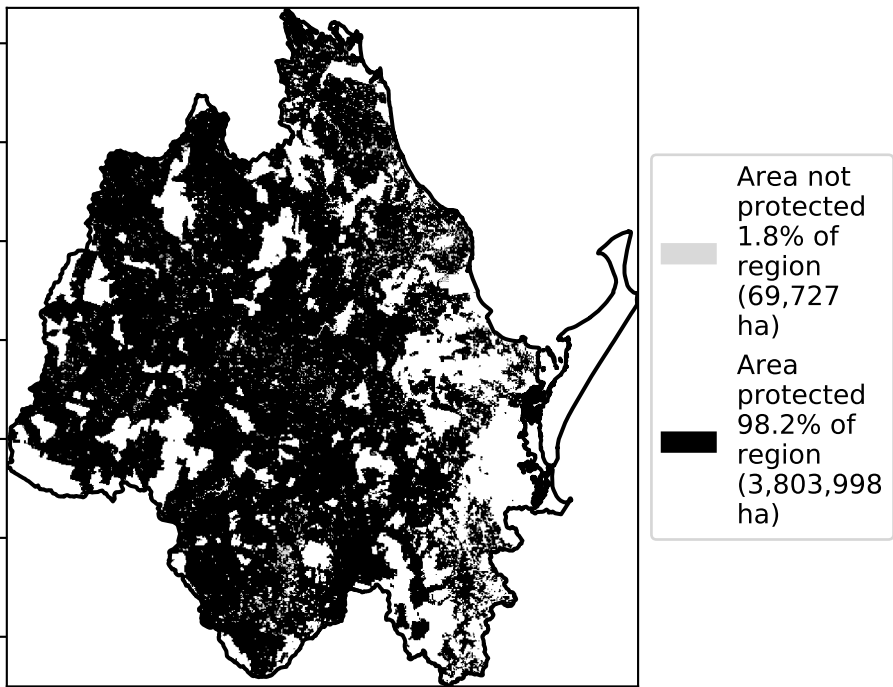 Area not
protected
1.8% of
region
(69,727
ha)
Area
protected
98.2% of
region
(3,803,998
ha)